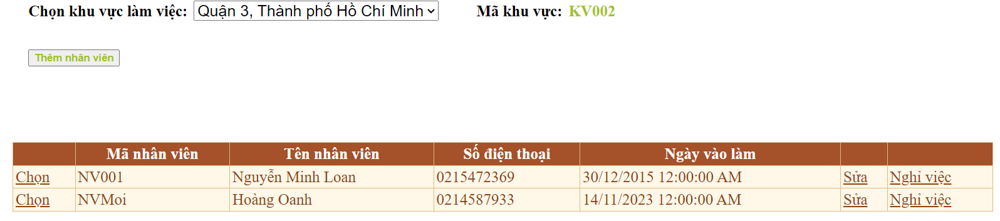 Chọn khu vực làm việc: Quận 3, Thành phố Hồ Chí Minh Mã khu vực: KV002
Thêm nhân viên
Mã nhân viên Tên nhân viên Số điện thoại Ngày vào làm
Chọn NV001 Nguyễn Minh Loan 0215472369 30/12/2015 12:00:00 AM Sửa Nghỉ việc
Chọn NVMoi Hoàng Oanh 0214587933 14/11/2023 12:00:00 AM Sửa Nghỉ việc